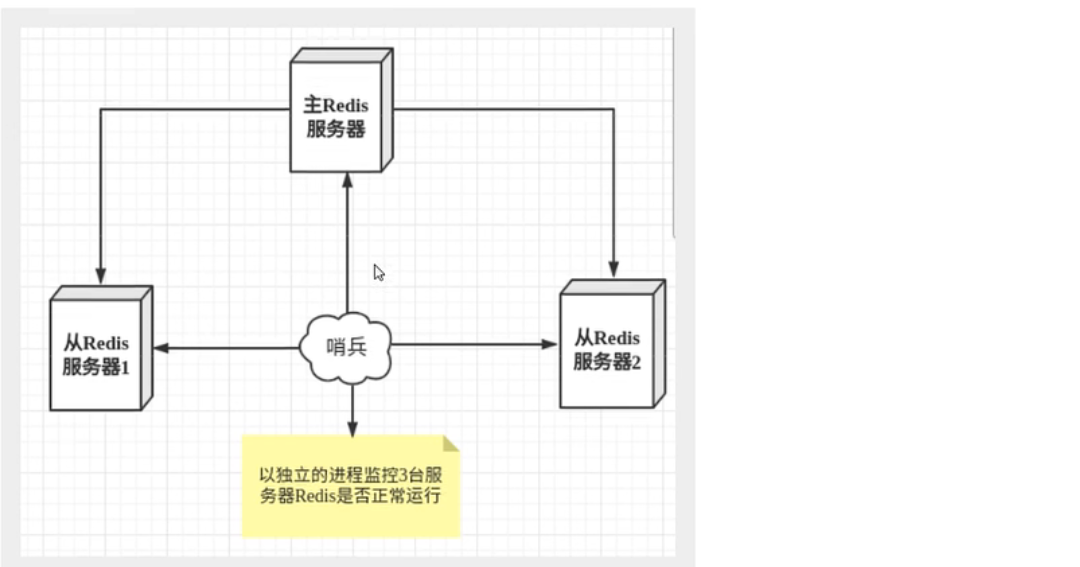 主Redis
服务器
从Redis
服务器1
哨兵
从Redis
服务器2
以独立的进程监控3台服
务器Redis是否正常运行